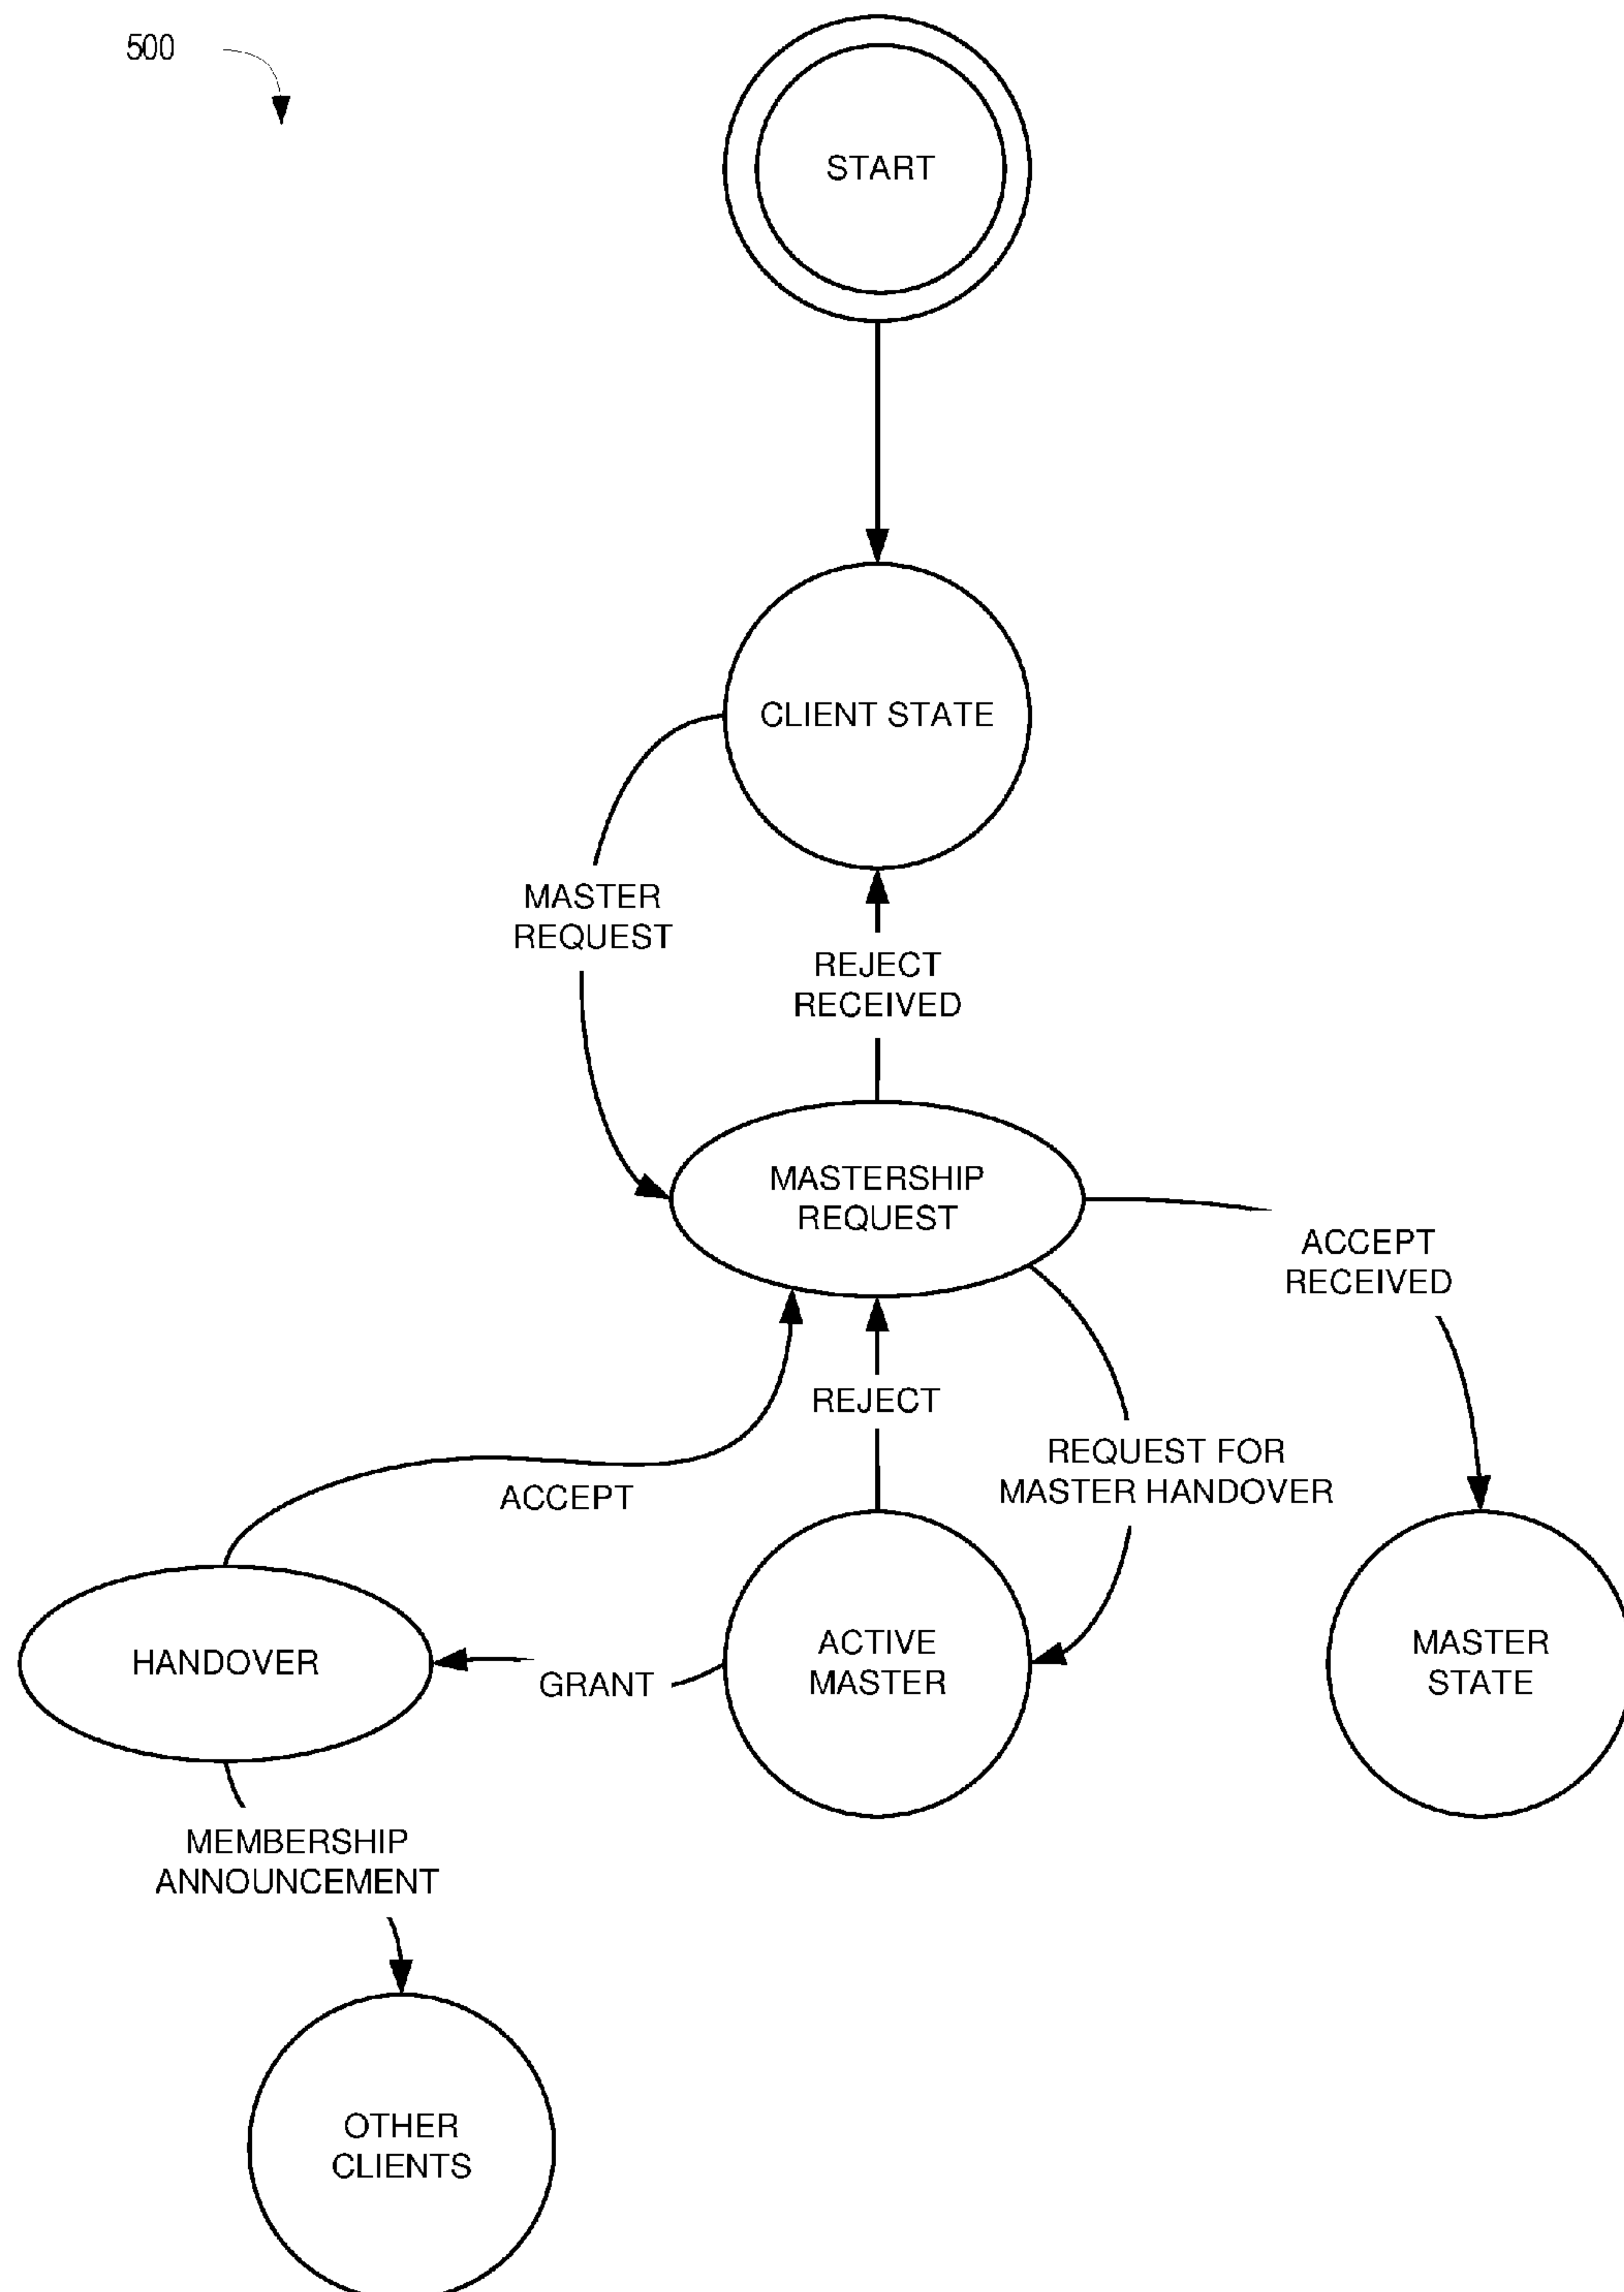 500
START
CLIENT STATE
MASTER
REQUEST
REJECT
RECEIVED
MASTERSHIP
REQUEST
ACCEPT
RECEIVED
REJECT
REQUEST FOR
MASTER HANDOVER
ACCEPT
HANDOVER
GRANT
ACTIVE
MASTER
MASTER
STATE
MEMBERSHIP
ANNOUNCEMENT
OTHER
CLIENTS